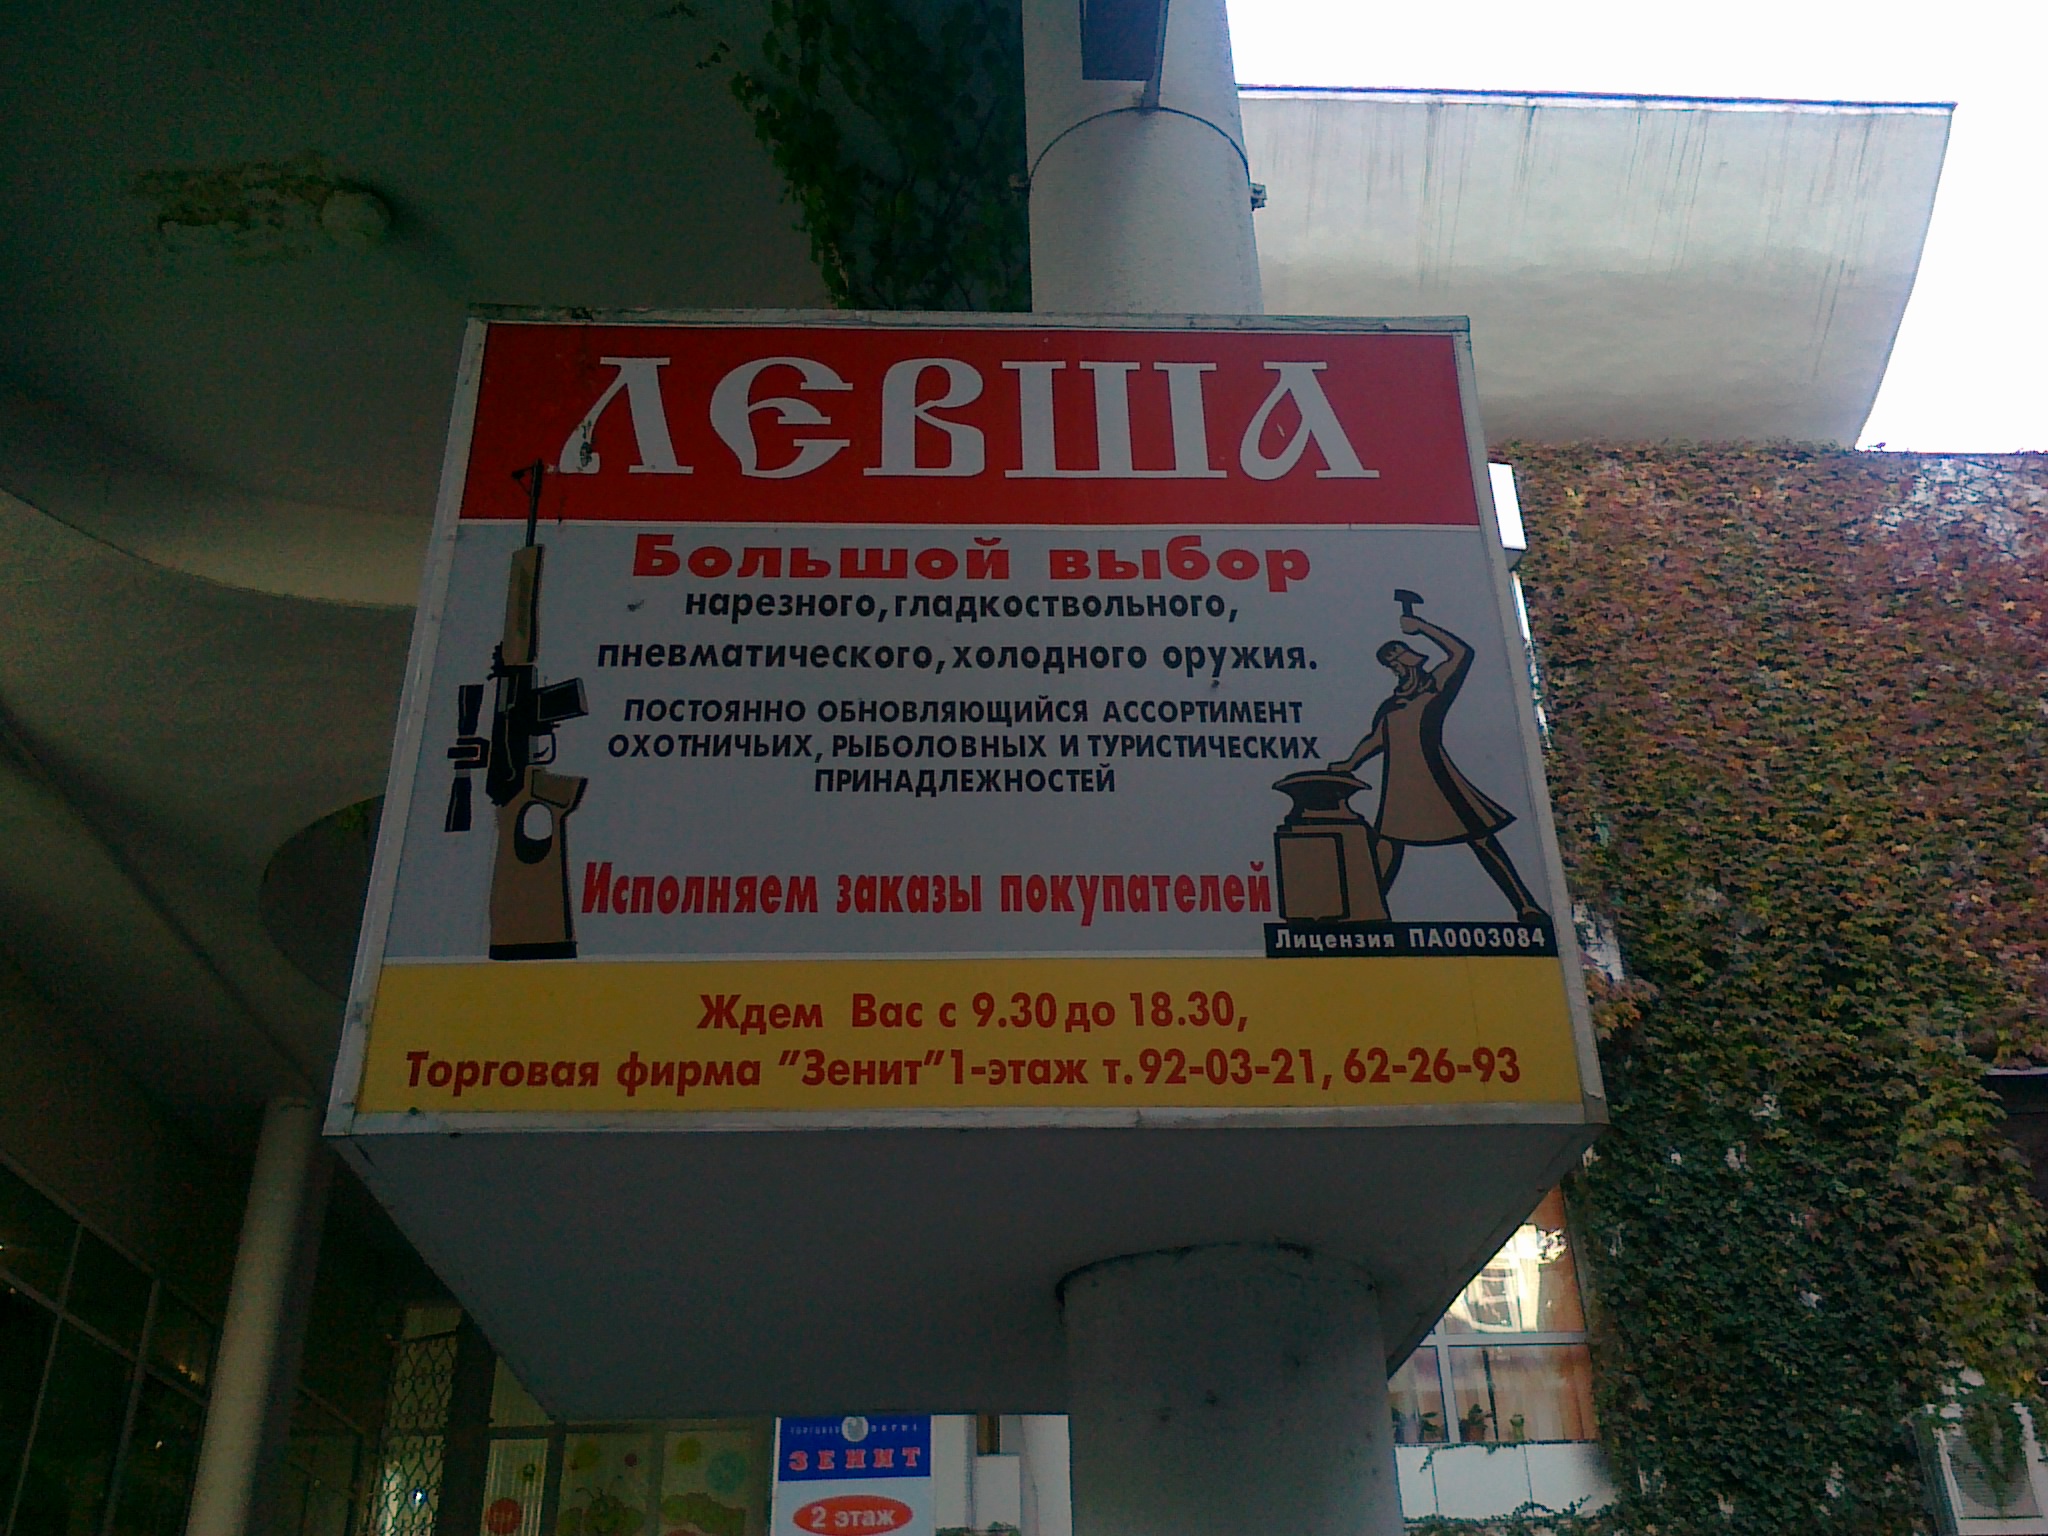 ЛЕВША
Большой выбор
нарезного, гладкоствольного,
пневматического, холодного оружия.
ПОСТОЯННО ОБНОВЛЯЮЩИЙСЯ АССОРТИМЕНТ
ОХОТНИЧЬИХ, РЫБОЛОВНЫХ И ТУРИСТИЧЕСКИХ
ПРИНАДЛЕЖНОСТЕЙ
Исполняем заказы покупателей
Лицензия ПА0003084
Ждем Вас с 9.30 до 18.30,
Торговая фирма "Зенит" 1-этаж т. 92-03-21, 62-26-93
ТОРГОВАЯ ФИРМА
ЗЕНИТ
2 этаж